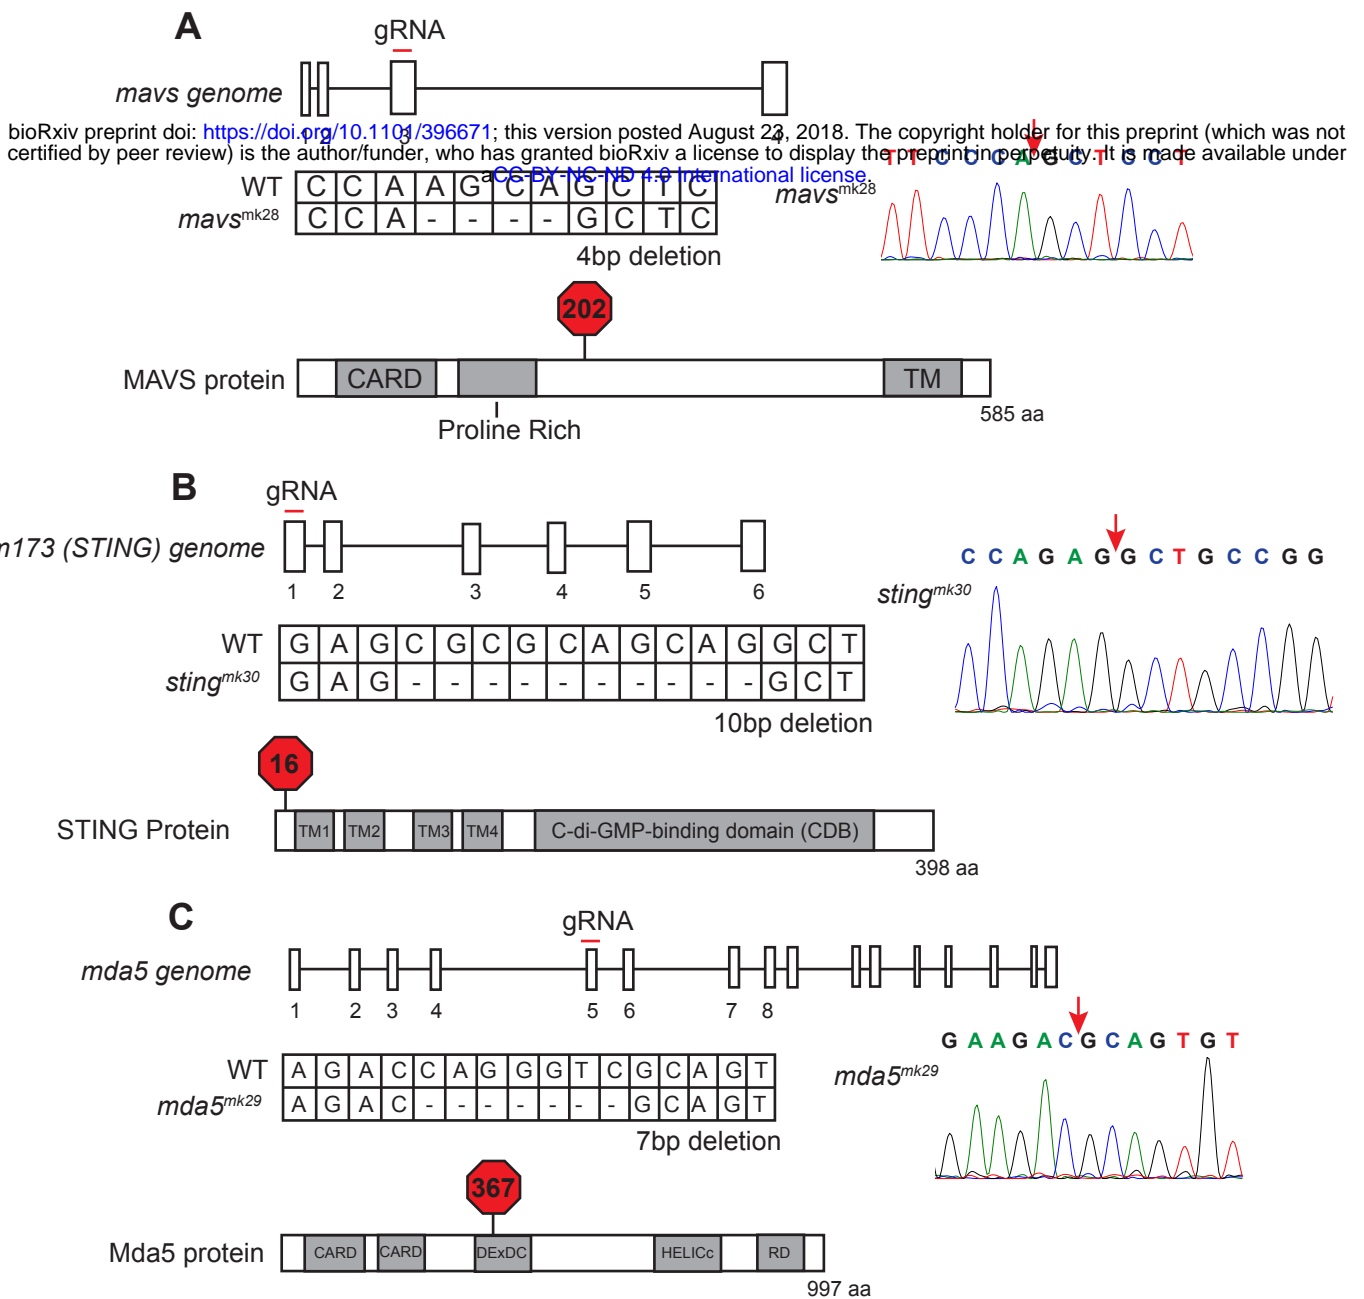 A
gRNA
mavs genome
1 2 3 4
bioRxiv preprint doi: https://doi.org/10.1101/396671; this version posted August 23, 2018. The copyright holder for this preprint (which was not
certified by peer review) is the author/funder, who has granted bioRxiv a license to display the preprint in perpetuity. It is made available under
aCC-BY-NC-ND 4.0 International license.
T T C C C A G C T C C T
WT C C A A G C A G C T C
mavsmk28 C C A - - - - G C T C
mavsmk28
4bp deletion
202
MAVS protein CARD TM
585 aa
Proline Rich
B
gRNA
m173 (STING) genome
1 2 3 4 5 6
C C A G A G G C T G C C G G
stingmk30
WT G A G C G C G C A G C A G G C T
stingmk30 G A G - - - - - - - - - - G C T
10bp deletion
16
STING Protein TM1 TM2 TM3 TM4 C-di-GMP-binding domain (CDB)
398 aa
C
gRNA
mda5 genome
1 2 3 4 5 6 7 8
G A A G A C G C A G T G T
mda5mk29
WT A G A C C A G G G T C G C A G T
mda5mk29 A G A C - - - - - - - G C A G T
7bp deletion
367
Mda5 protein CARD CARD DExDC HELICc RD
997 aa